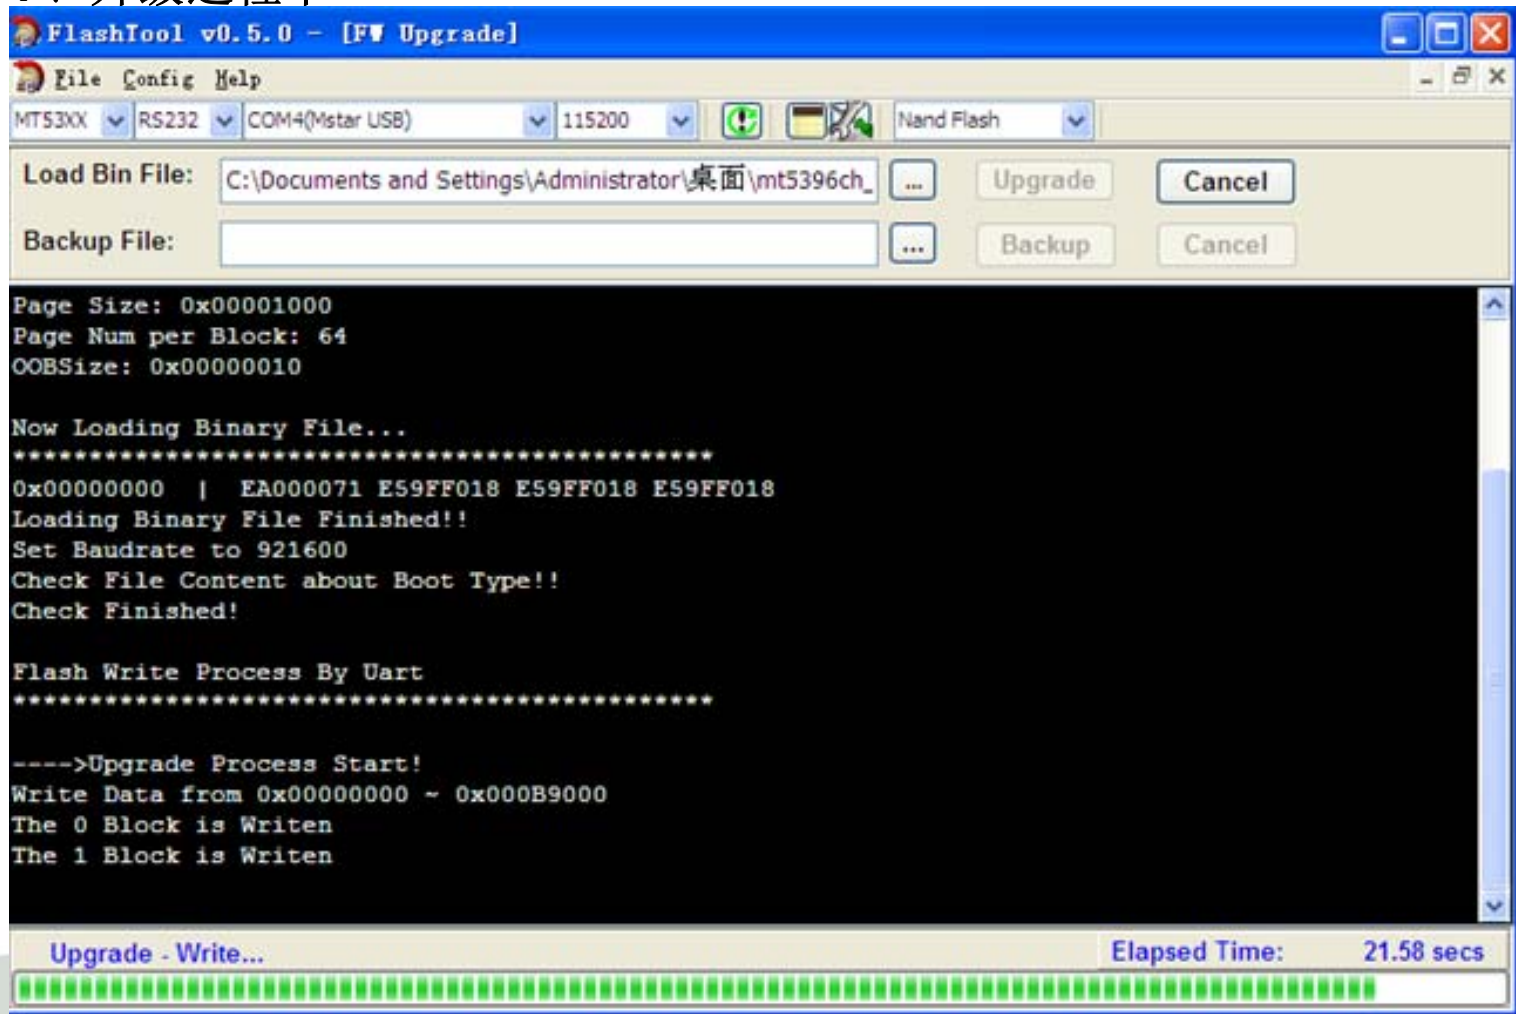 FlashTool v0.5.0 - [FW Upgrade]
File Config Help
MT53XX RS232 COM4(Mstar USB) 115200 Nand Flash
Load Bin File: C:\Documents and Settings\Administrator\桌面\mt5396ch_ ... Upgrade Cancel
Backup File: ... Backup Cancel
Page Size: 0x00001000
Page Num per Block: 64
OOBSize: 0x00000010
Now Loading Binary File...
**********************************************
0x00000000 | EA000071 E59FF018 E59FF018 E59FF018
Loading Binary File Finished!!
Set Baudrate to 921600
Check File Content about Boot Type!!
Check Finished!
Flash Write Process By Uart
**********************************************
---->Upgrade Process Start!
Write Data from 0x00000000 ~ 0x000B9000
The 0 Block is Writen
The 1 Block is Writen
Upgrade - Write... Elapsed Time: 21.58 secs